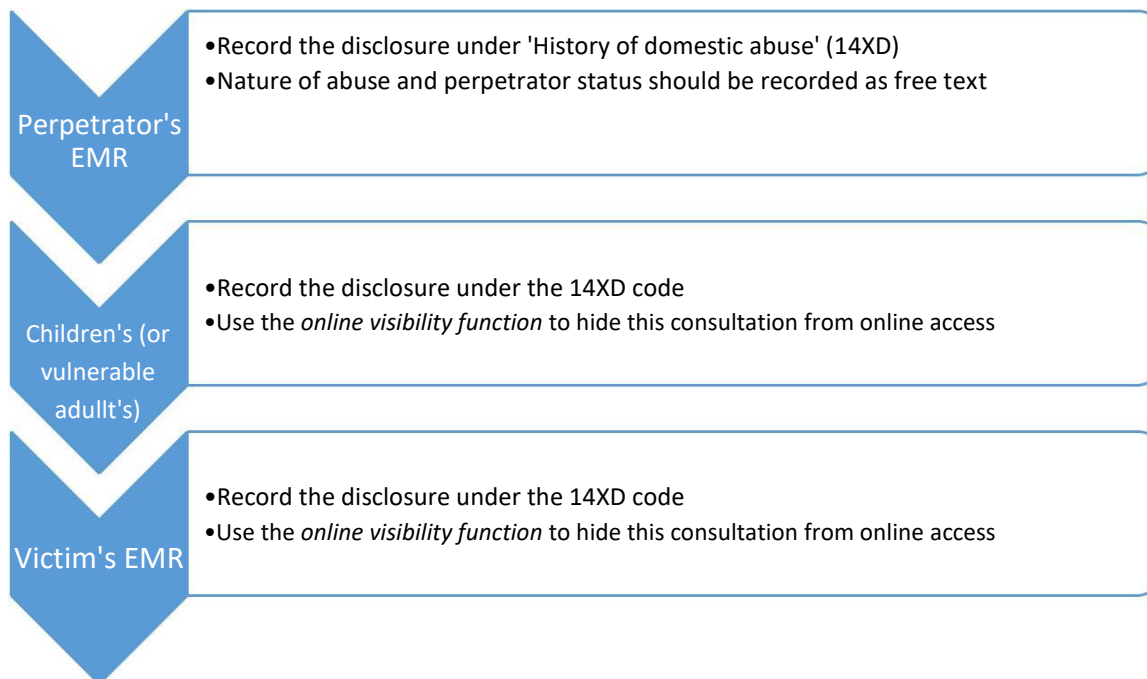 •Record the disclosure under 'History of domestic abuse' (14XD)
•Nature of abuse and perpetrator status should be recorded as free text
Perpetrator's
EMR
•Record the disclosure under the 14XD code
•Use the online visibility function to hide this consultation from online access
Children's (or
vulnerable
adullt's)
•Record the disclosure under the 14XD code
•Use the online visibility function to hide this consultation from online access
Victim's EMR